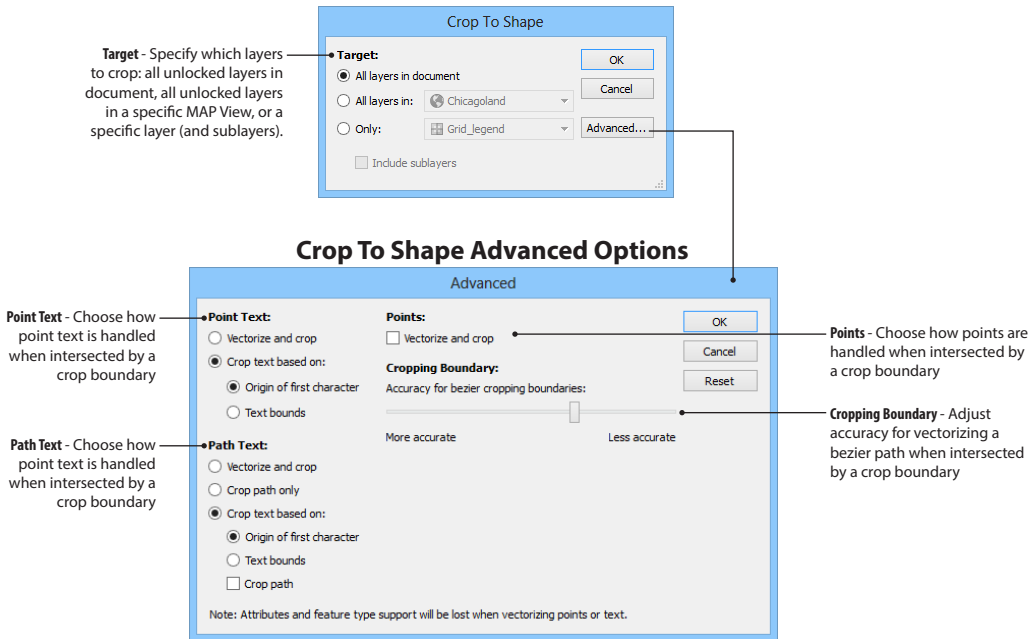 Crop To Shape
Target - Specify which layers
to crop: all unlocked layers in
document, all unlocked layers
in a specific MAP View, or a
specific layer (and sublayers).
Target:
All layers in document
All layers in:
Chicagoland
Only:
Grid_legend
Include sublayers
OK
Cancel
Advanced...
Crop To Shape Advanced Options
Advanced
Point Text - Choose how
point text is handled
when intersected by a
crop boundary
Path Text - Choose how
point text is handled
when intersected by a
crop boundary
Point Text:
Vectorize and crop
Crop text based on:
Origin of first character
Text bounds
Path Text:
Vectorize and crop
Crop path only
Crop text based on:
Origin of first character
Text bounds
Crop path
Points:
Vectorize and crop
Cropping Boundary:
Accuracy for bezier cropping boundaries:
More accurate
Less accurate
OK
Cancel
Reset
Note: Attributes and feature type support will be lost when vectorizing points or text.
Points - Choose how points are
handled when intersected by
a crop boundary
Cropping Boundary - Adjust
accuracy for vectorizing a
bezier path when intersected
by a crop boundary